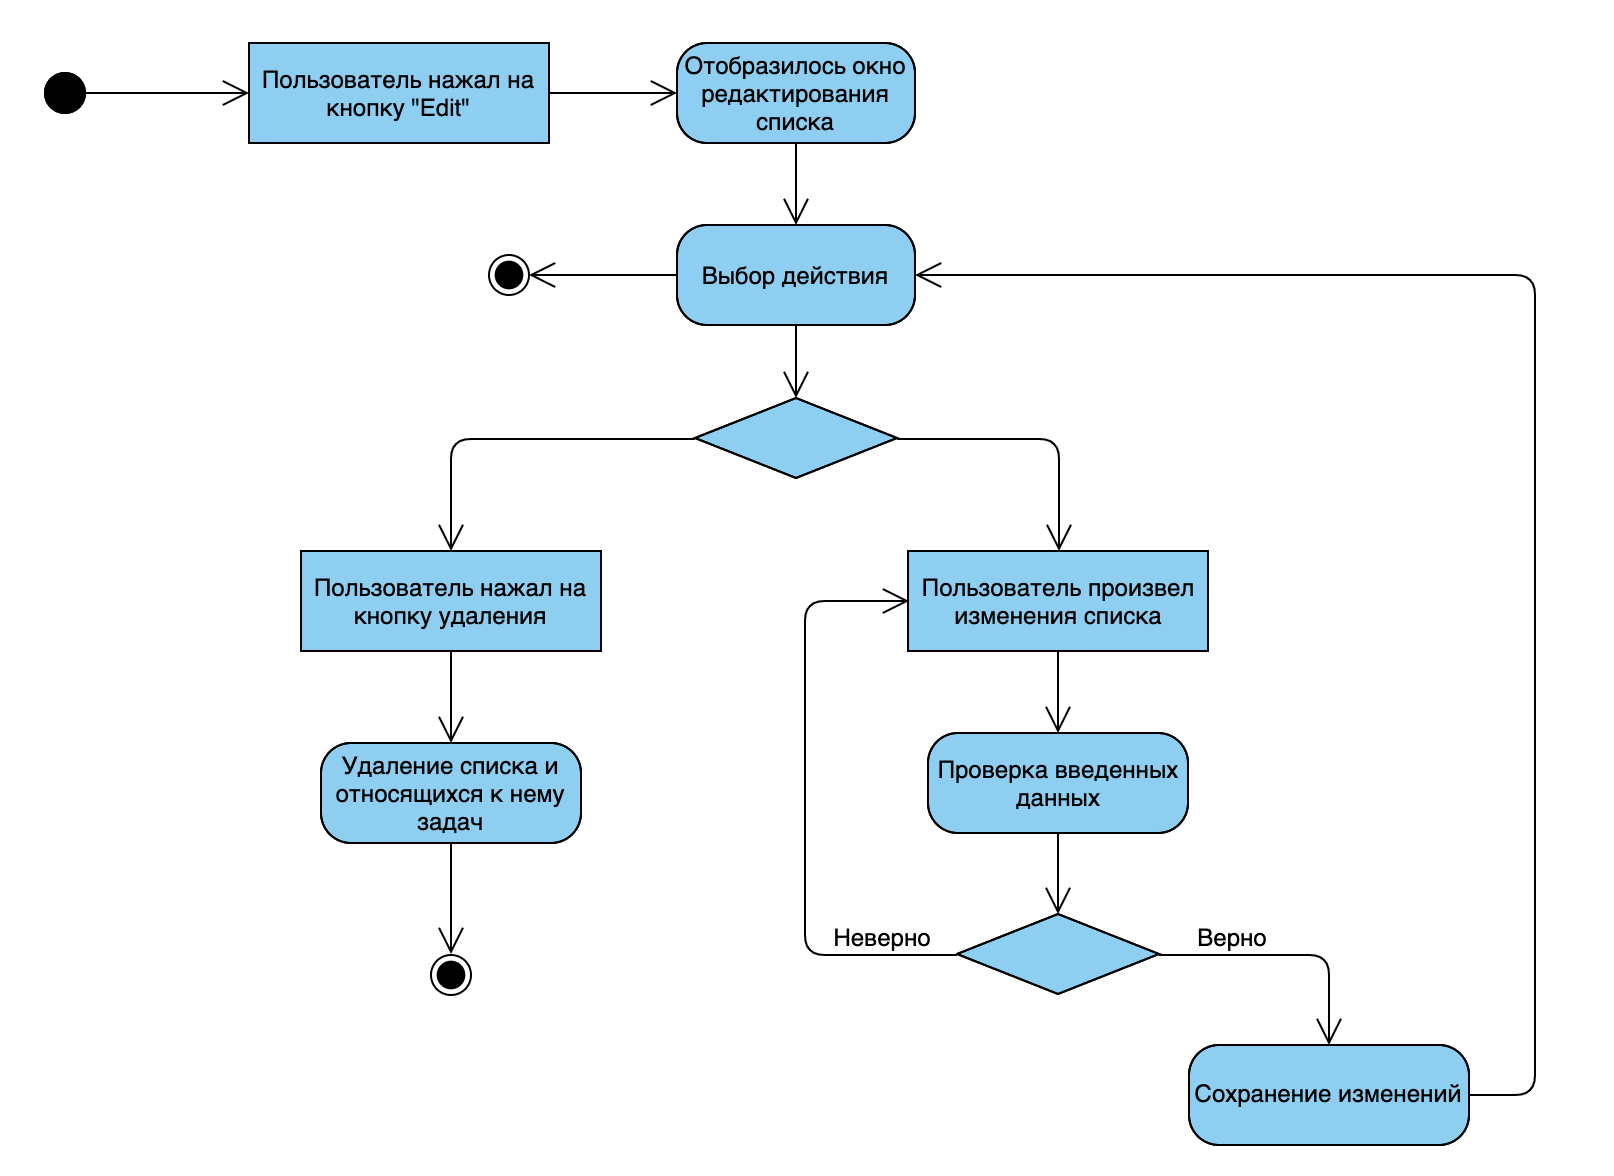 Пользователь нажал на
кнопку "Edit"
Отобразилось окно
редактирования
списка
Выбор действия
Пользователь нажал на
кнопку удаления
Пользователь произвел
изменения списка
Удаление списка и
относящихся к нему
задач
Проверка введенных
данных
Неверно
Верно
Сохранение изменений